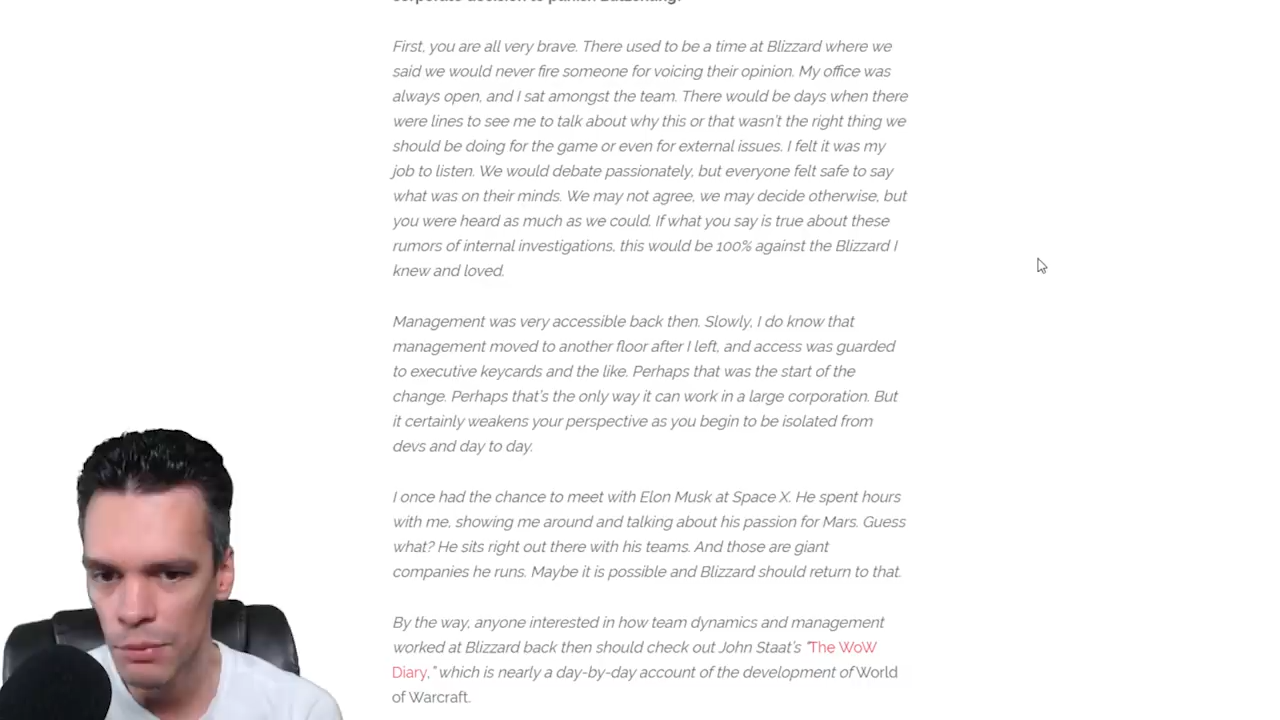 First, you are all very brave. There used to be a time at Blizzard where we
said we would never fire someone for voicing their opinion. My office was
always open, and I sat amongst the team. There would be days when there
were lines to see me to talk about why this or that wasn't the right thing we
should be doing for the game or even for external issues. I felt it was my
job to listen. We would debate passionately, but everyone felt safe to say
what was on their minds. We may not agree, we may decide otherwise, but
you were heard as much as we could. If what you say is true about these
rumors of internal investigations, this would be 100% against the Blizzard I
knew and loved.
Management was very accessible back then. Slowly, I do know that
management moved to another floor after I left, and access was guarded
to executive keycards and the like. Perhaps that was the start of the
change. Perhaps that's the only way it can work in a large corporation. But
it certainly weakens your perspective as you begin to be isolated from
devs and day to day.
I once had the chance to meet with Elon Musk at Space X. He spent hours
with me, showing me around and talking about his passion for Mars. Guess
what? He sits right out there with his teams. And those are giant
companies he runs. Maybe it is possible and Blizzard should return to that.
By the way, anyone interested in how team dynamics and management
worked at Blizzard back then should check out John Staat's "The WoW
Diary," which is nearly a day-by-day account of the development of World
of Warcraft.